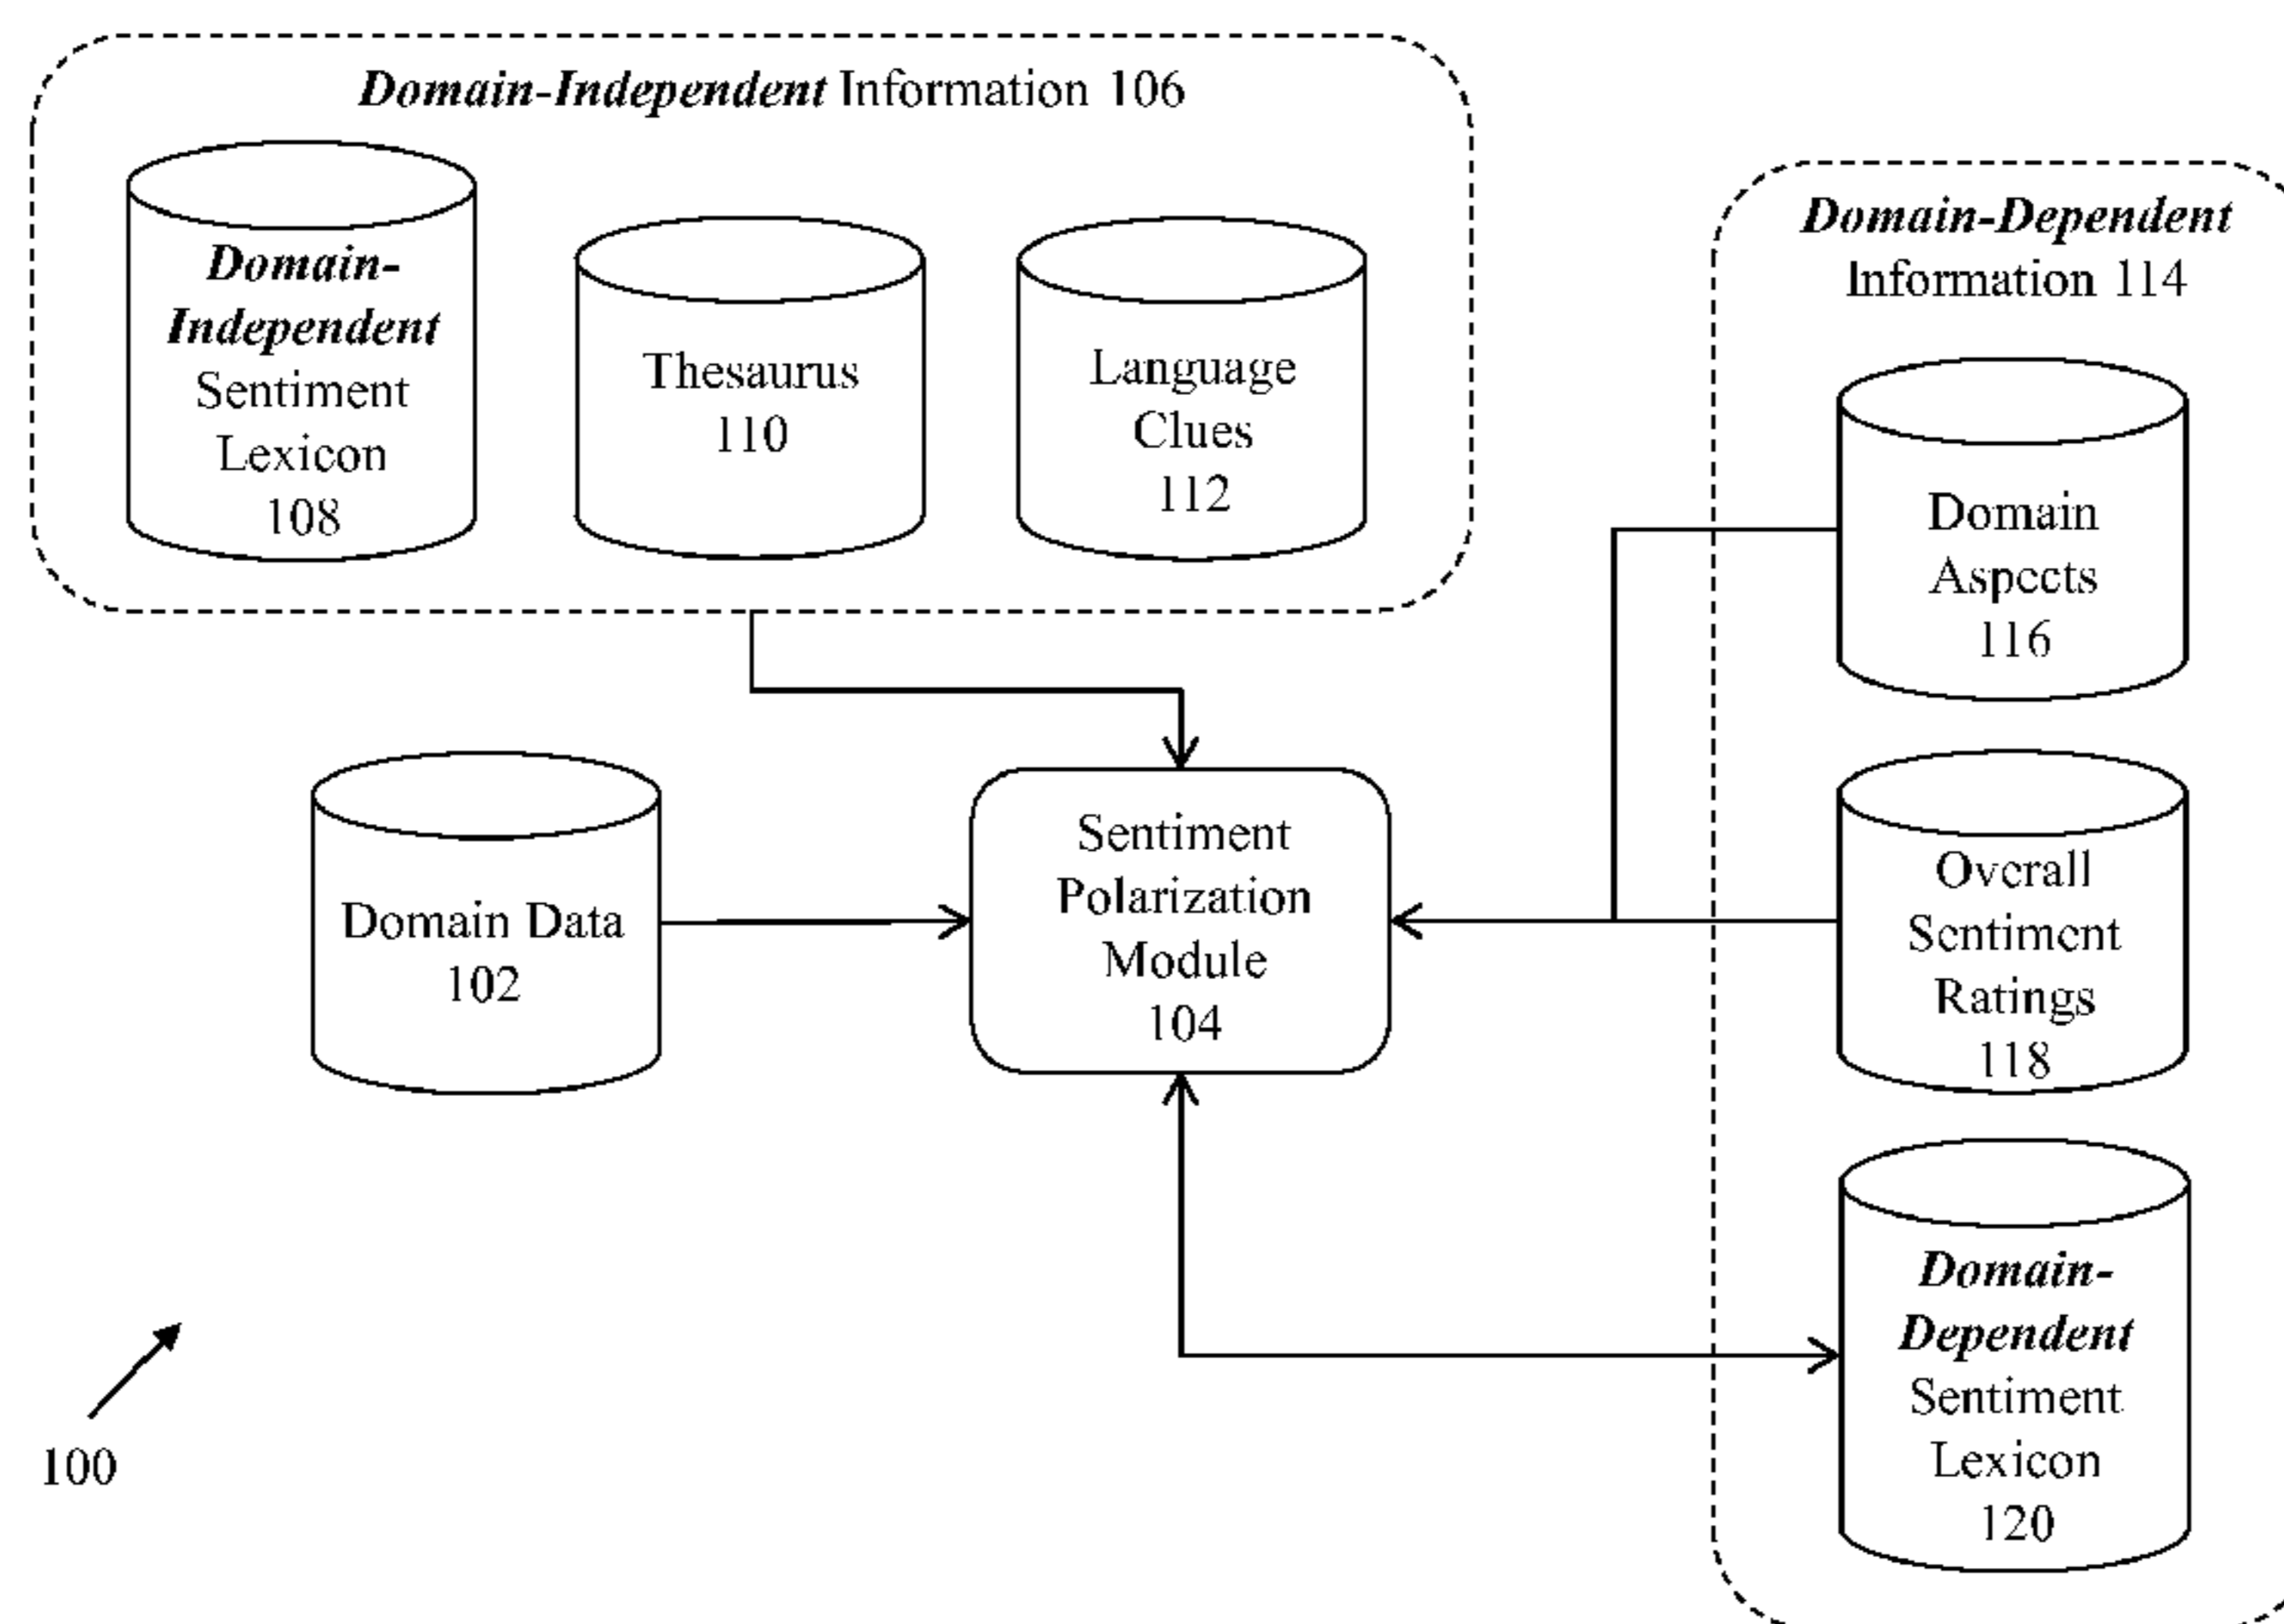 Domain-Independent Information 106
Domain-
Independent
Sentiment
Lexicon
108
Thesaurus
110
Language
Clues
112
Domain-Dependent
Information 114
Domain
Aspects
116
Domain Data
102
Sentiment
Polarization
Module
104
Overall
Sentiment
Ratings
118
Domain-
Dependent
Sentiment
Lexicon
120
100